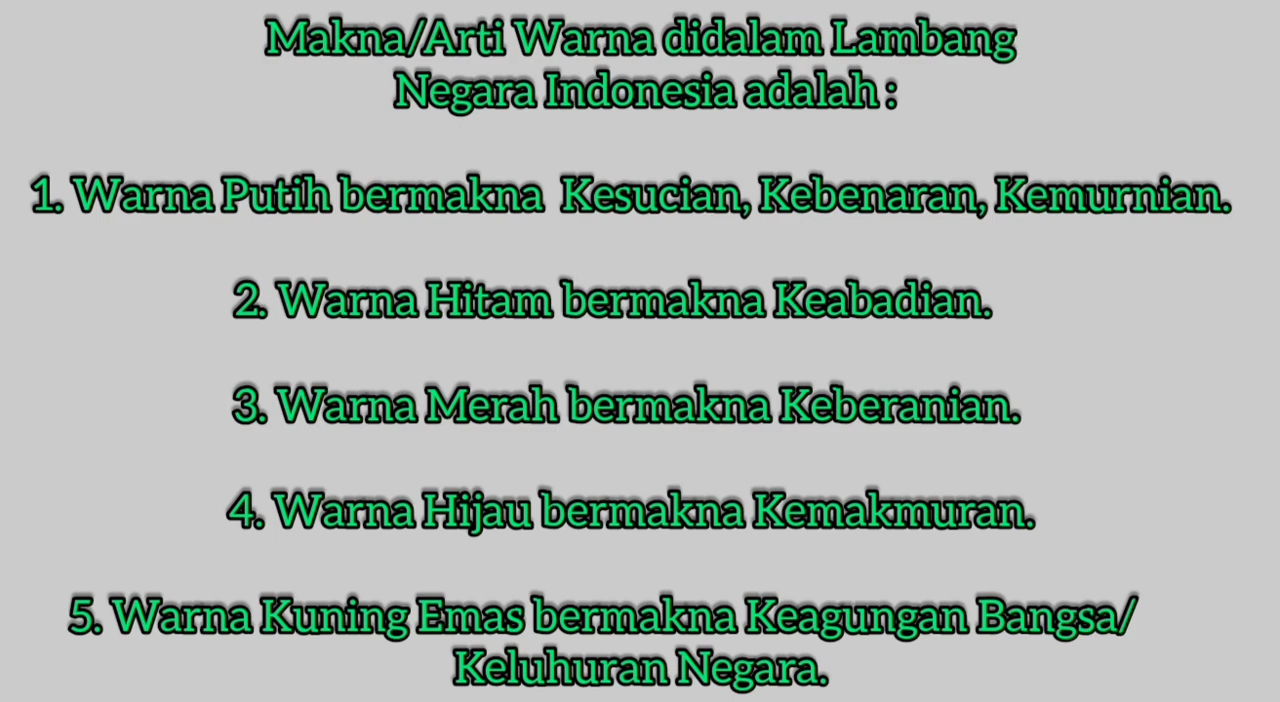 Makna/Arti Warna didalam Lambang
Negara Indonesia adalah :
1. Warna Putih bermakna Kesucian, Kebenaran, Kemurnian.
2. Warna Hitam bermakna Keabadian.
3. Warna Merah bermakna Keberanian.
4. Warna Hijau bermakna Kemakmuran.
5. Warna Kuning Emas bermakna Keagungan Bangsa/
Keluhuran Negara.